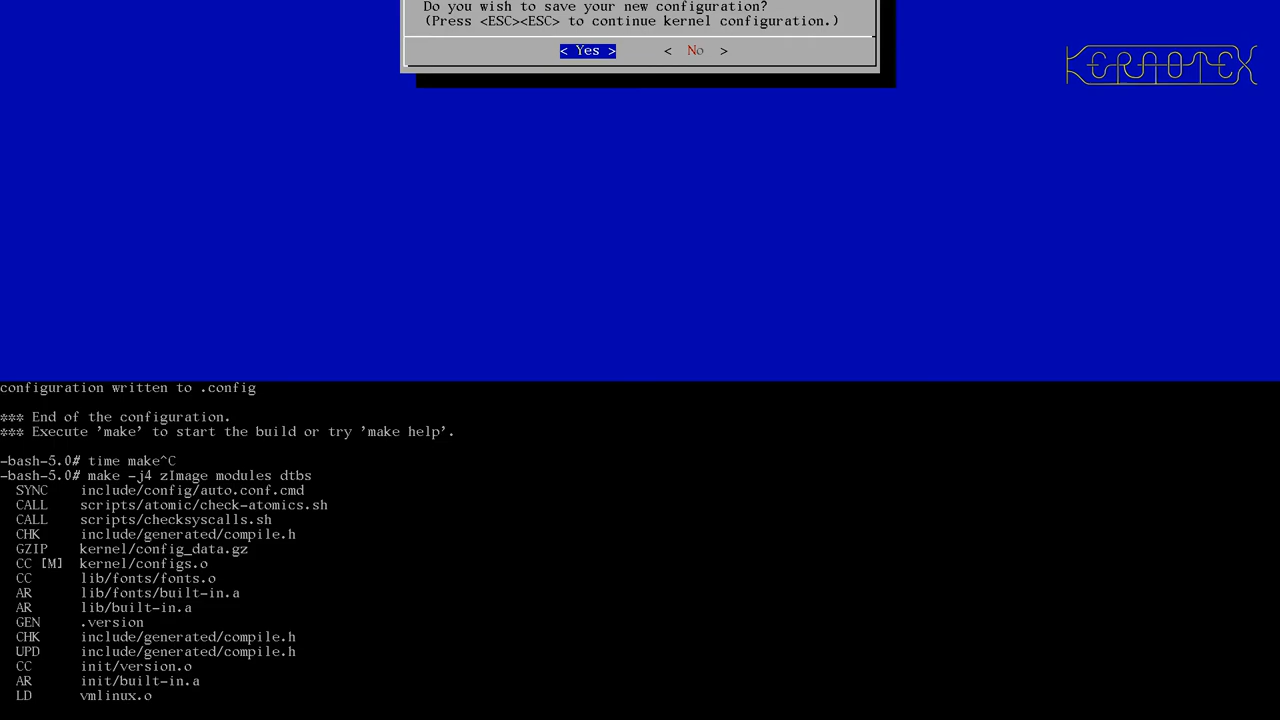 Do you wish to save your new configuration?
(Press <ESC><ESC> to continue kernel configuration.)
< Yes > < No >
KERNOTEX
configuration written to .config
*** End of the configuration.
*** Execute 'make' to start the build or try 'make help'.
-bash-5.0# time make^C
-bash-5.0# make -j4 zImage modules dtbs
SYNC include/config/auto.conf.cmd
CALL scripts/atomic/check-atomics.sh
CALL scripts/checksyscalls.sh
CHK include/generated/compile.h
GZIP kernel/config_data.gz
CC [M] kernel/configs.o
CC lib/fonts/fonts.o
AR lib/fonts/built-in.a
AR lib/built-in.a
GEN .version
CHK include/generated/compile.h
UPD include/generated/compile.h
CC init/version.o
AR init/built-in.a
LD vmlinux.o